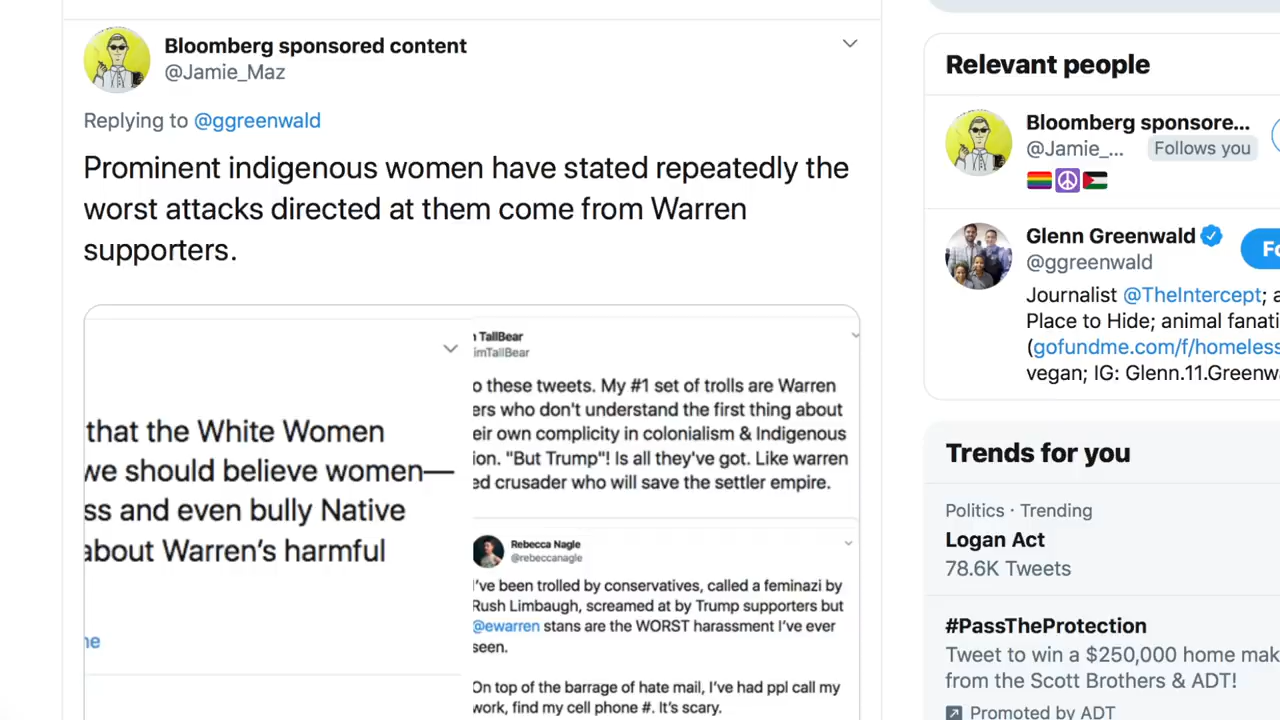 Bloomberg sponsored content
@Jamie_Maz
Replying to @ggreenwald
Prominent indigenous women have stated repeatedly the
worst attacks directed at them come from Warren
supporters.
that the White Women
we should believe women—
ss and even bully Native
about Warren's harmful
ne
TallBear
imTallBear
o these tweets. My #1 set of trolls are Warren
ers who don't understand the first thing about
eir own complicity in colonialism & Indigenous
ion. "But Trump"! Is all they've got. Like warren
ed crusader who will save the settler empire.
Rebecca Nagle
@rebeccanagle
I've been trolled by conservatives, called a feminazi by
Rush Limbaugh, screamed at by Trump supporters but
@ewarren stans are the WORST harassment I've ever
seen.
On top of the barrage of hate mail, I've had ppl call my
work, find my cell phone #. It's scary.
Relevant people
Bloomberg sponsore...
@Jamie_... Follows you
Glenn Greenwald
@ggreenwald
Fo
Journalist @TheIntercept; a
Place to Hide; animal fanati
(gofundme.com/f/homeless
vegan; IG: Glenn.11.Greenw
Trends for you
Politics · Trending
Logan Act
78.6K Tweets
#PassTheProtection
Tweet to win a $250,000 home mak
from the Scott Brothers & ADT!
Promoted by ADT